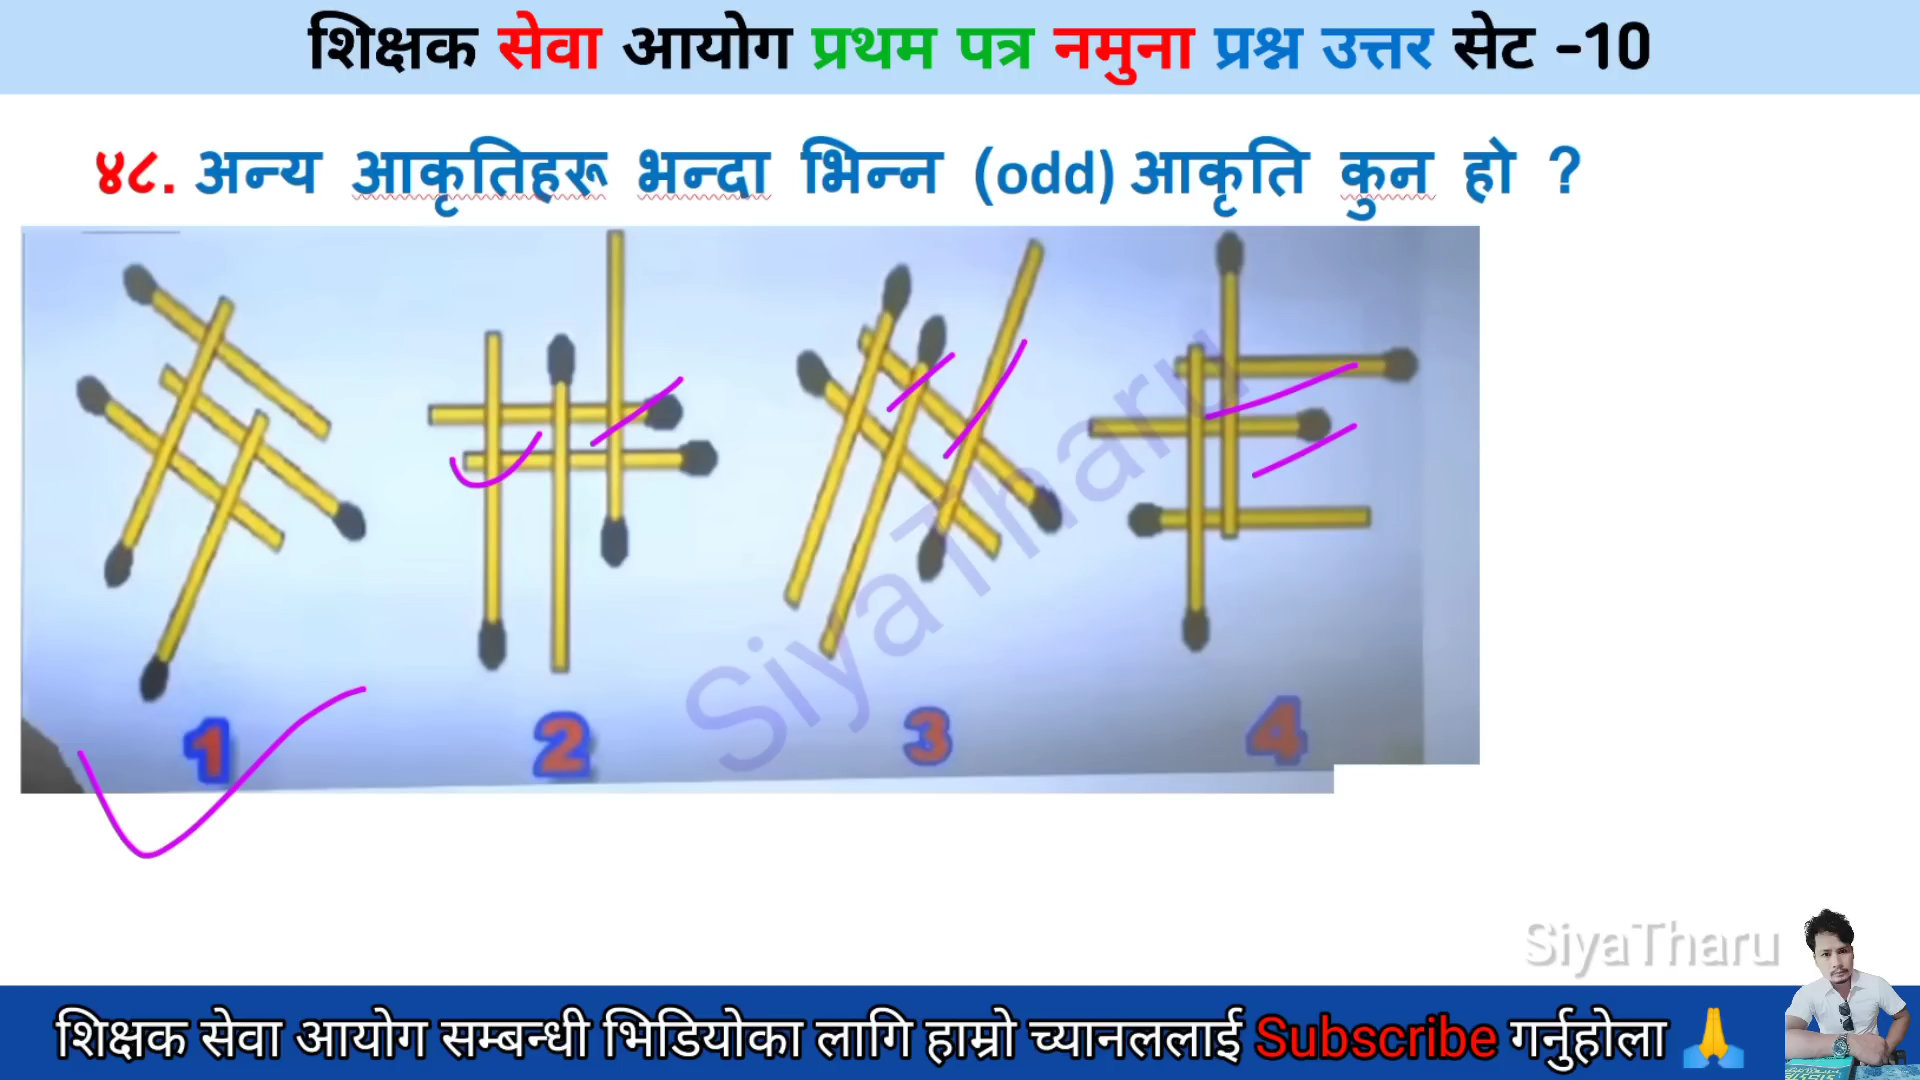 शिक्षक सेवा आयोग प्रथम पत्र नमुना प्रश्न उत्तर सेट -10
४८. अन्य आकृतिहरू भन्दा भिन्न (odd) आकृति कुन हो ?
SiyaTharu
1 2 3 4
SiyaTharu
शिक्षक सेवा आयोग सम्बन्धी भिडियोका लागि हाम्रो च्यानललाई Subscribe गर्नुहोला